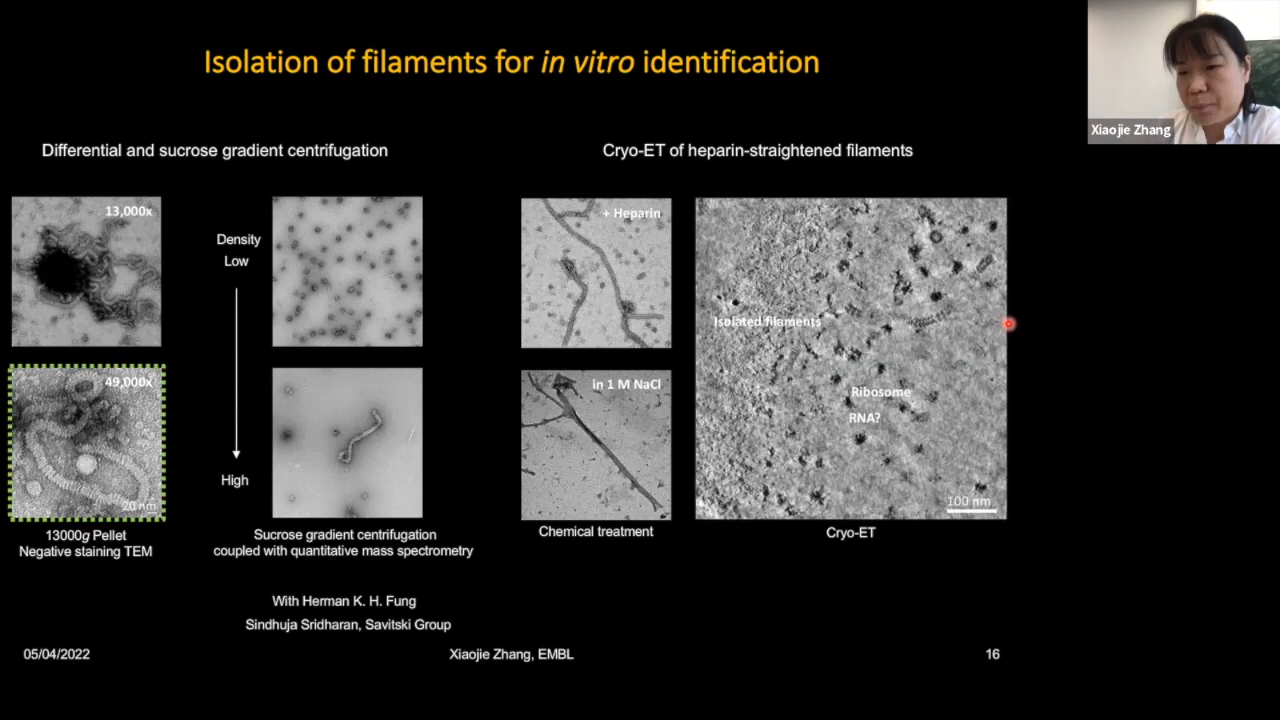 Isolation of filaments for in vitro identification
Xiaojie Zhang
Differential and sucrose gradient centrifugation
13,000x
49,000x
20 nm
13000g Pellet
Negative staining TEM
Density
Low
High
Sucrose gradient centrifugation
coupled with quantitative mass spectrometry
Cryo-ET of heparin-straightened filaments
+ Heparin
in 1 M NaCl
Chemical treatment
Isolated filaments
Ribosome
RNA?
100 nm
Cryo-ET
With Herman K. H. Fung
Sindhuja Sridharan, Savitski Group
05/04/2022
Xiaojie Zhang, EMBL
16